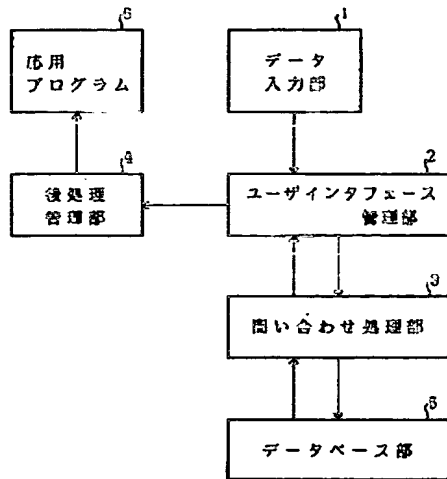 6
応用
プログラム
1
データ
入力部
4
後処理
管理部
2
ユーザインタフェース
管理部
3
問い合わせ処理部
5
データベース部